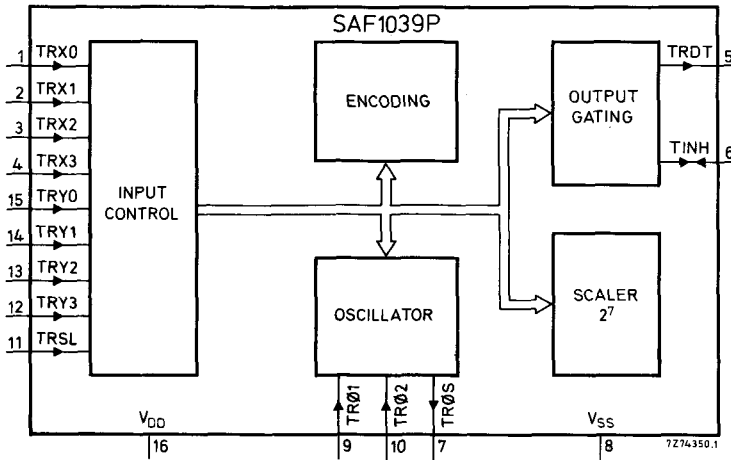 SAF1039P
1 TRX0
2 TRX1
3 TRX2
4 TRX3
15 TRY0
14 TRY1
13 TRY2
12 TRY3
11 TRSL
INPUT
CONTROL
ENCODING
OSCILLATOR
OUTPUT
GATING
SCALER
2⁷
TRDT 5
TINH 6
TRØ1
TRØ2
TRØS
V_DD
16
9
10
7
V_SS
8
7Z74350.1